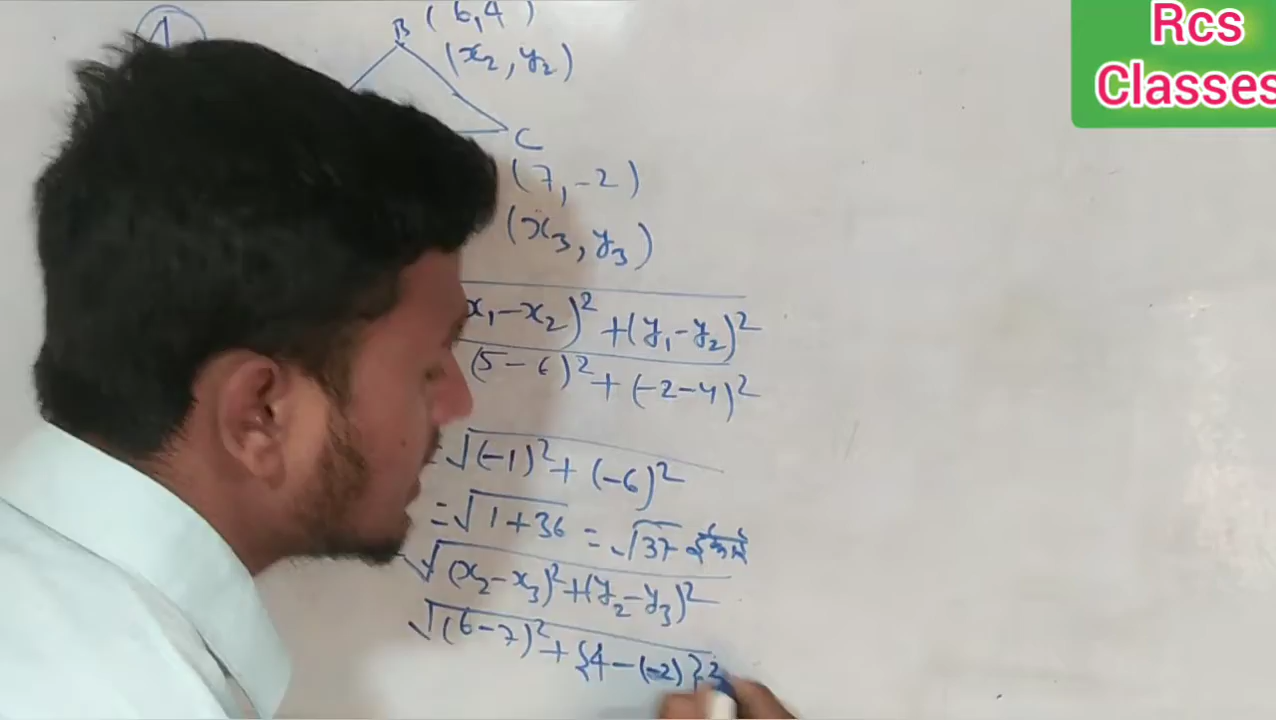 Rcs
Classes
1
B (6,4)
(x₂, y₂)
C
(7,-2)
(x₃, y₃)
x₁-x₂)²+(y₁-y₂)²
(5-6)²+(-2-4)²
=√(-1)²+(-6)²
=√1+36 = √37
√(x₂-x₃)²+(y₂-y₃)²
√(6-7)²+{4-(-2)}²